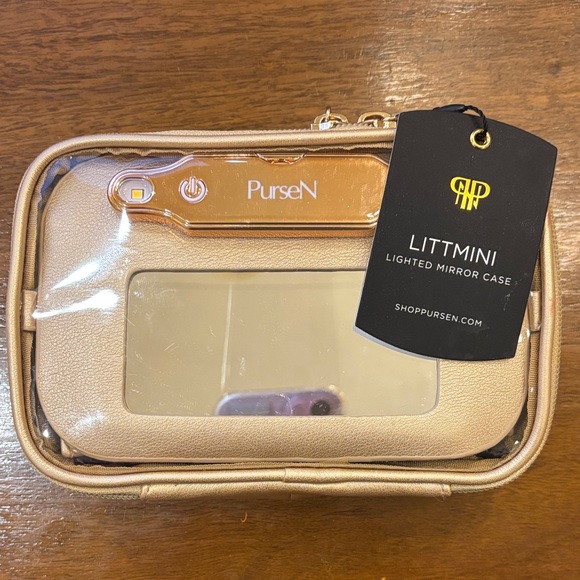 PurseN
LITTMINI
LIGHTED MIRROR CASE
SHOPPURSEN.COM